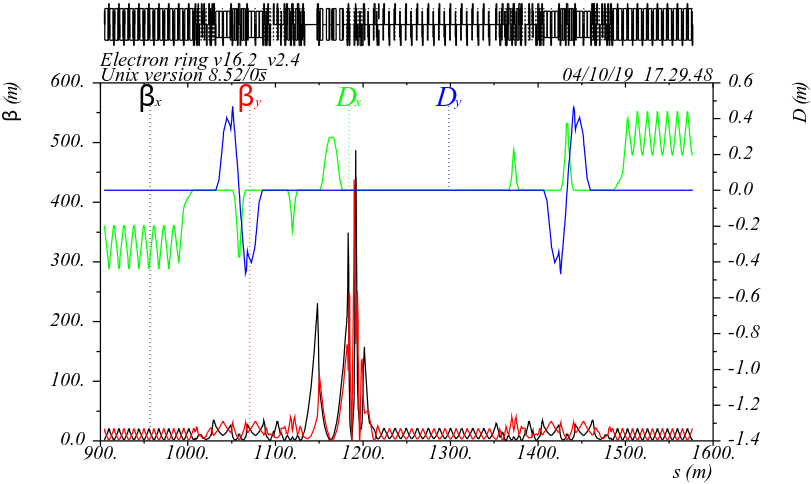 Electron ring v16.2_v2.4
Unix version 8.52/0s 04/10/19 17.29.48
β (m)
D (m)
βx βy Dx Dy
600. 0.6
500. 0.4
0.2
400. 0.0
-0.2
300. -0.4
-0.6
200. -0.8
-1.0
100. -1.2
0.0 -1.4
900. 1000. 1100. 1200. 1300. 1400. 1500. 1600.
s (m)